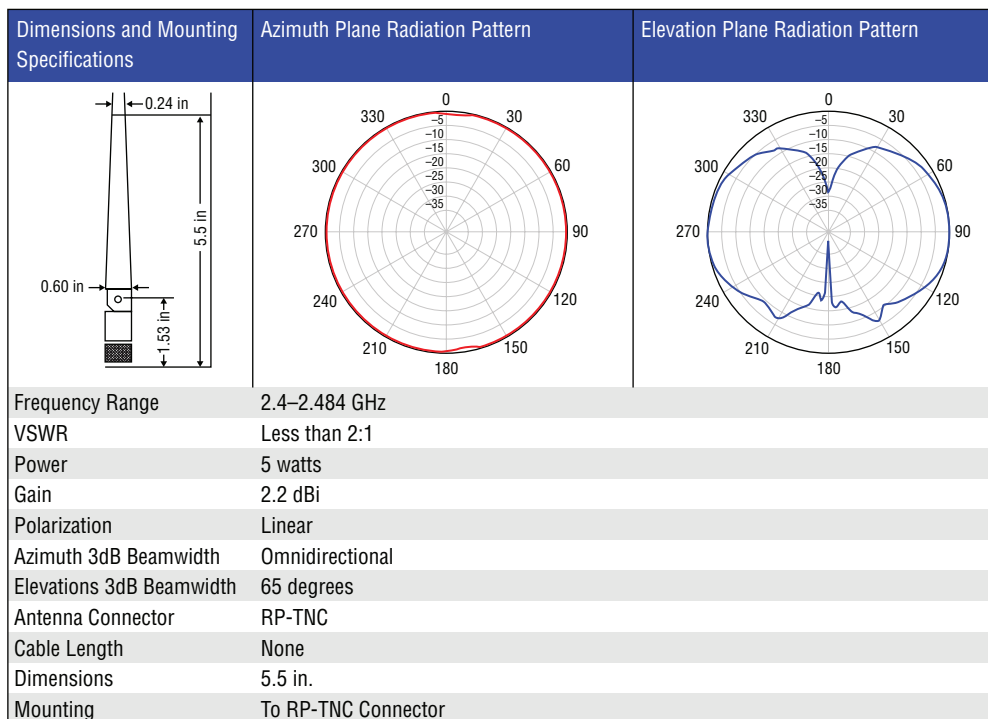 Dimensions and Mounting
Specifications
Azimuth Plane Radiation Pattern
Elevation Plane Radiation Pattern
0.24 in
5.5 in
0.60 in
1.53 in
0
30
60
90
120
150
180
210
240
270
300
330
–5
–10
–15
–20
–25
–30
–35
0
30
60
90
120
150
180
210
240
270
300
330
–5
–10
–15
–20
–25
–30
–35
Frequency Range 2.4–2.484 GHz
VSWR Less than 2:1
Power 5 watts
Gain 2.2 dBi
Polarization Linear
Azimuth 3dB Beamwidth Omnidirectional
Elevations 3dB Beamwidth 65 degrees
Antenna Connector RP-TNC
Cable Length None
Dimensions 5.5 in.
Mounting To RP-TNC Connector